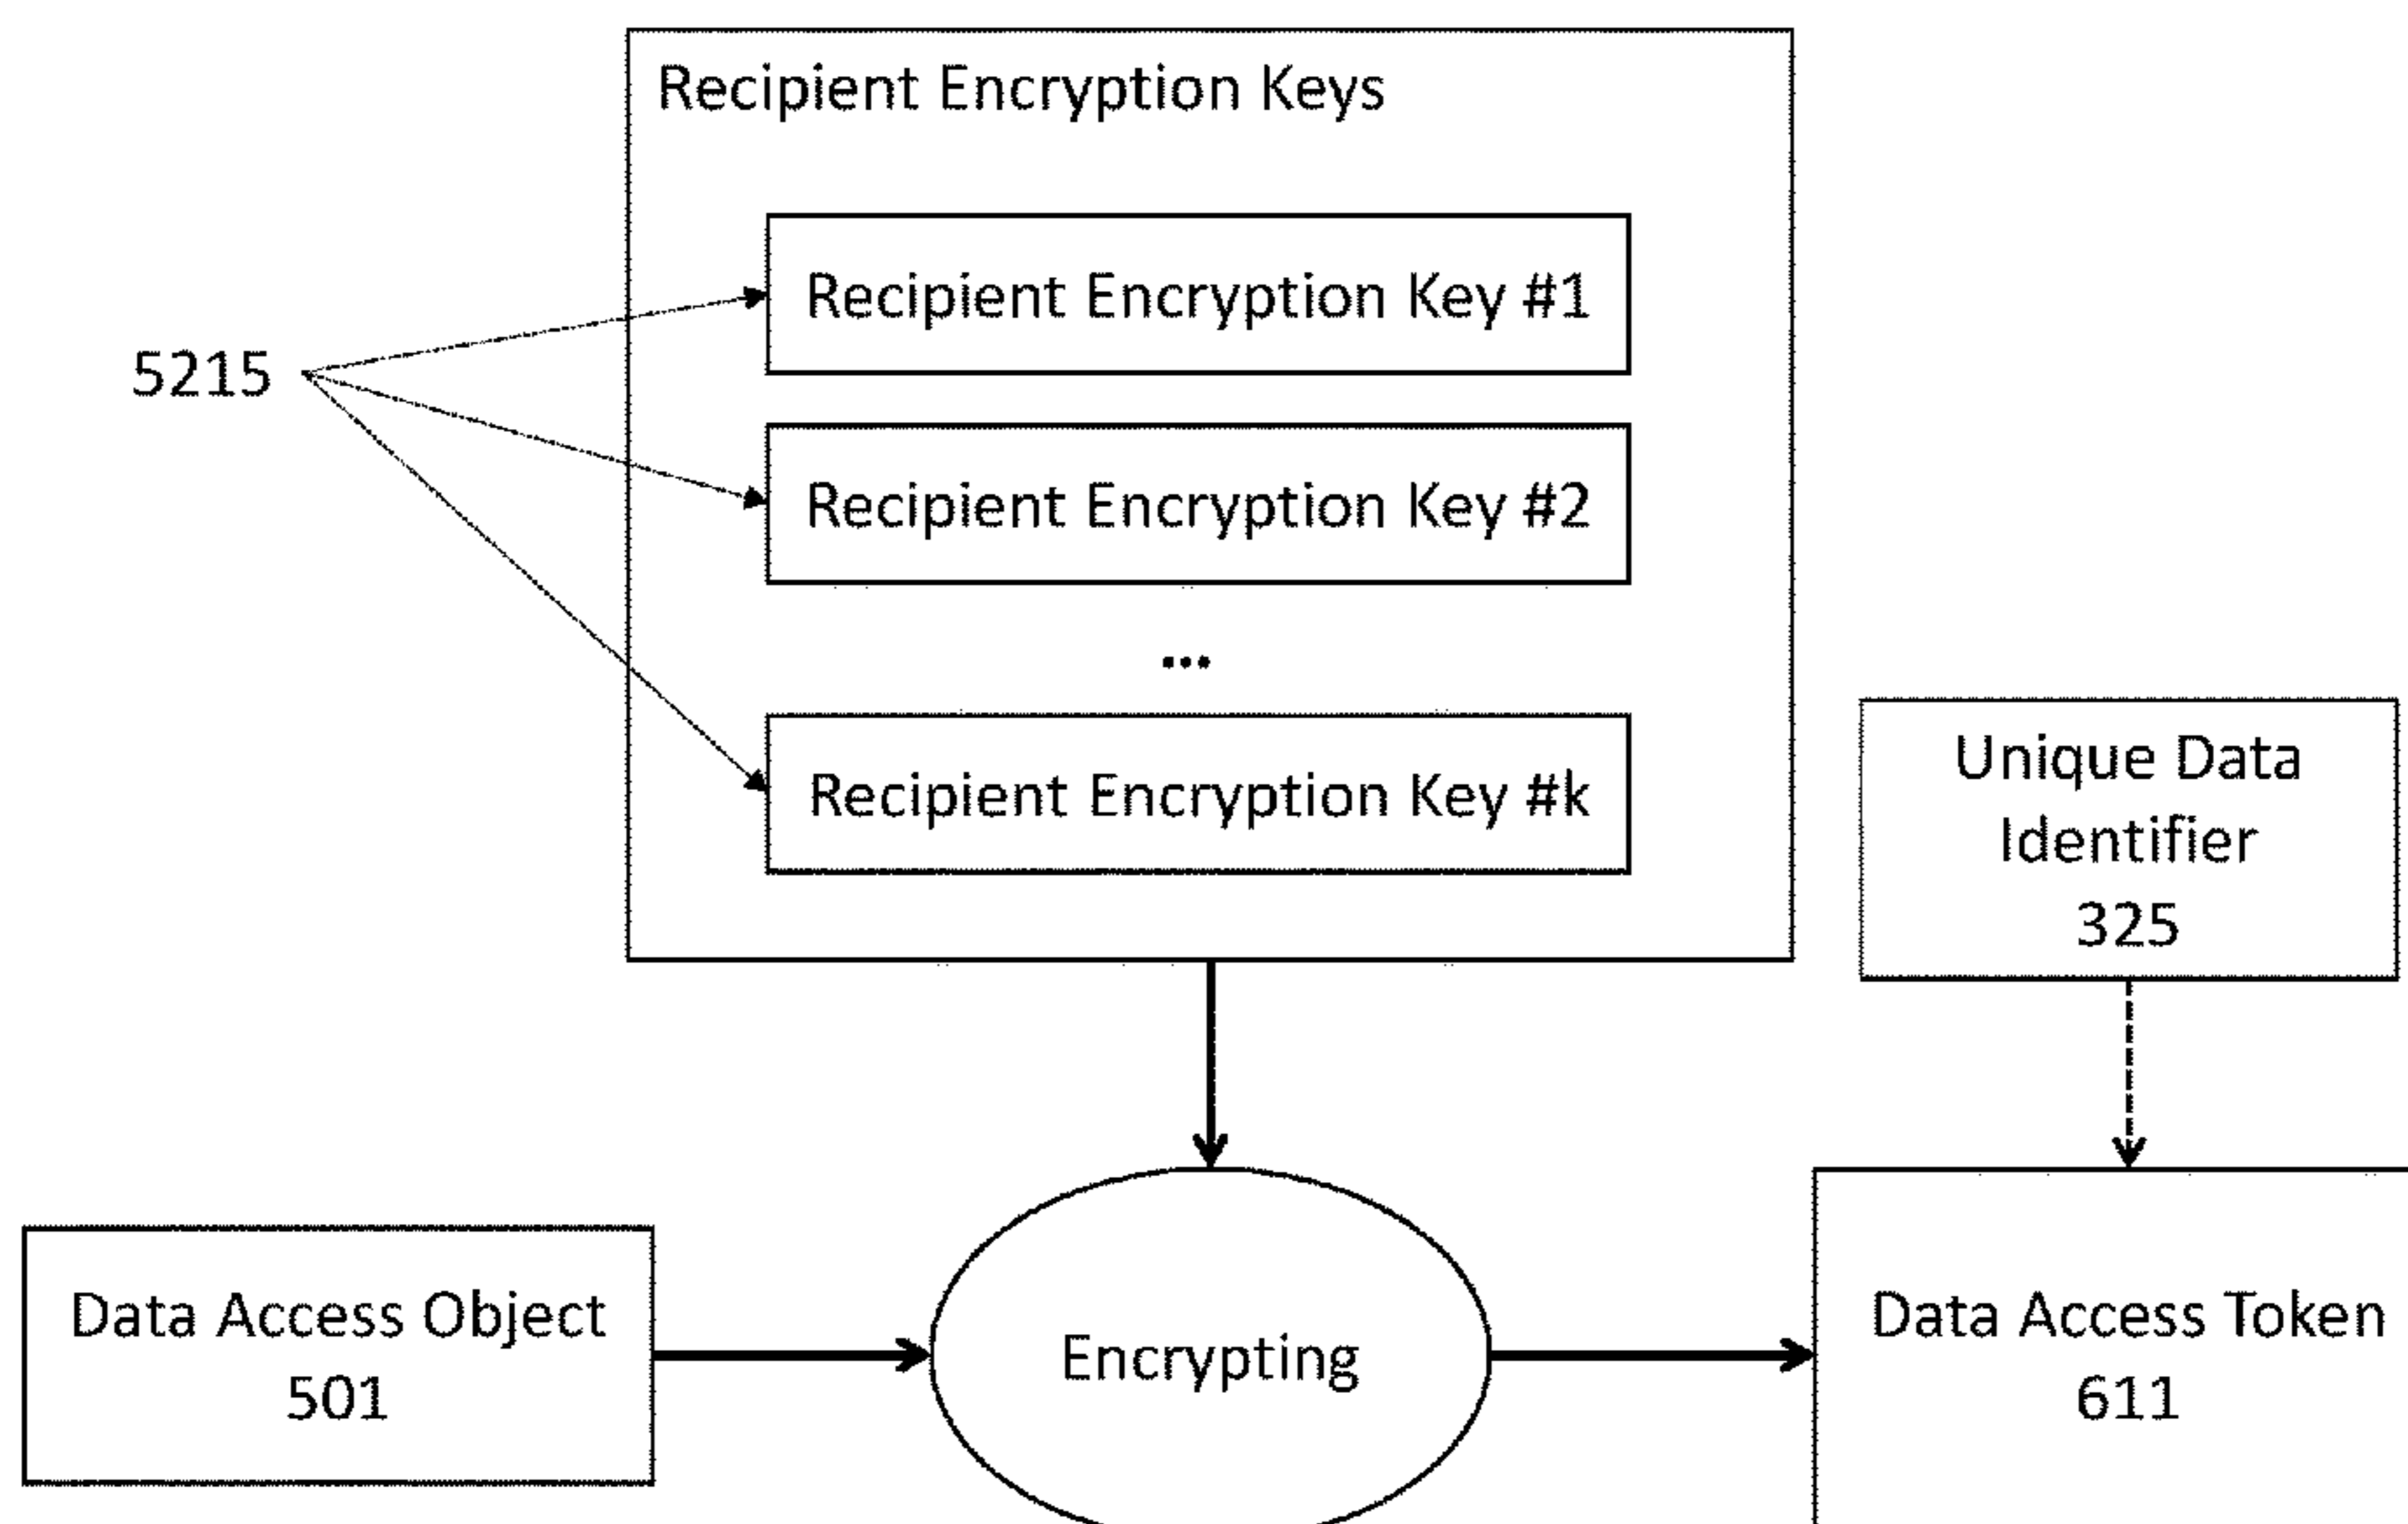 Recipient Encryption Keys
Recipient Encryption Key #1
5215
Recipient Encryption Key #2
...
Recipient Encryption Key #k
Unique Data
Identifier
325
Data Access Object
501
Encrypting
Data Access Token
611